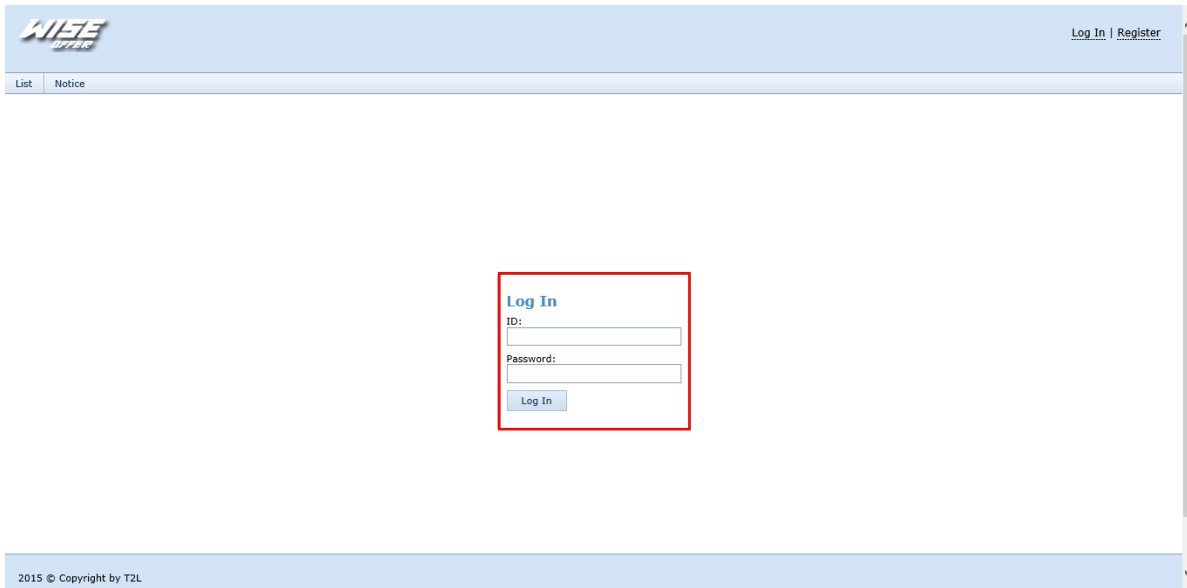 WISE
OFFER
Log In | Register
List Notice
Log In
ID:
Password:
Log In
2015 © Copyright by T2L